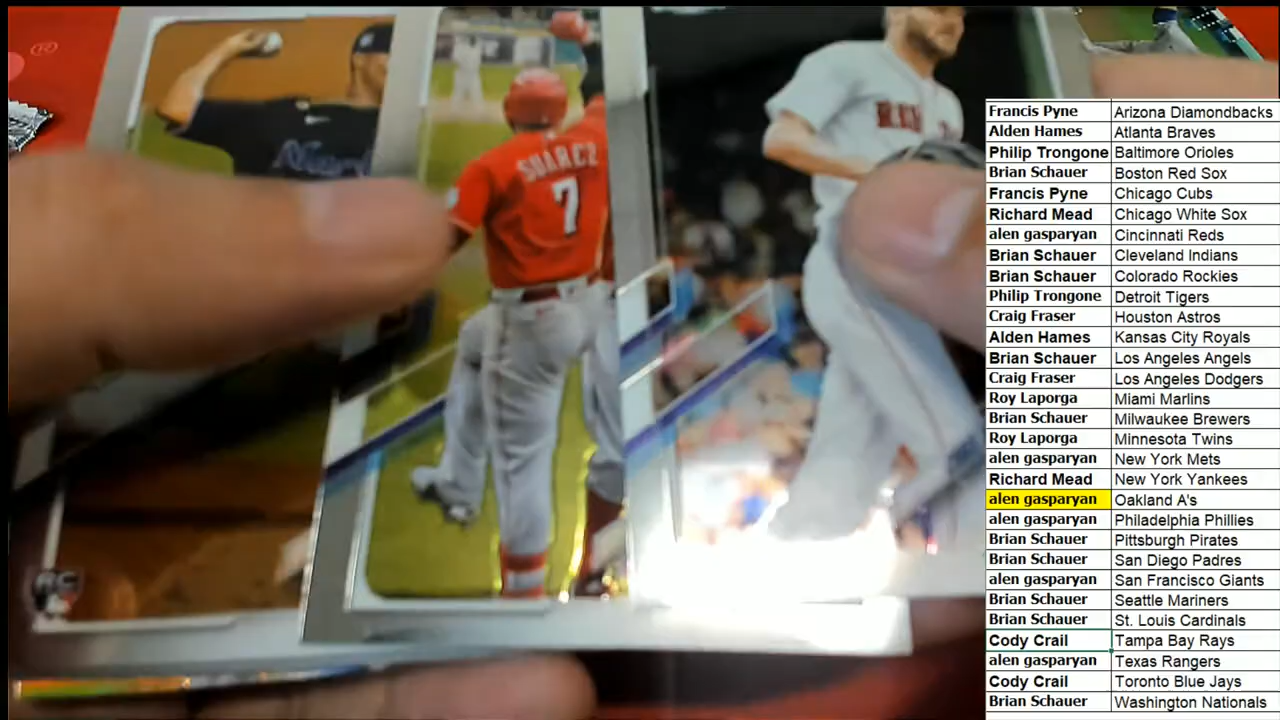 SUAREZ
7
RC
Francis Pyne Arizona Diamondbacks
Alden Hames Atlanta Braves
Philip Trongone Baltimore Orioles
Brian Schauer Boston Red Sox
Francis Pyne Chicago Cubs
Richard Mead Chicago White Sox
alen gasparyan Cincinnati Reds
Brian Schauer Cleveland Indians
Brian Schauer Colorado Rockies
Philip Trongone Detroit Tigers
Craig Fraser Houston Astros
Alden Hames Kansas City Royals
Brian Schauer Los Angeles Angels
Craig Fraser Los Angeles Dodgers
Roy Laporga Miami Marlins
Brian Schauer Milwaukee Brewers
Roy Laporga Minnesota Twins
alen gasparyan New York Mets
Richard Mead New York Yankees
alen gasparyan Oakland A's
alen gasparyan Philadelphia Phillies
Brian Schauer Pittsburgh Pirates
Brian Schauer San Diego Padres
alen gasparyan San Francisco Giants
Brian Schauer Seattle Mariners
Brian Schauer St. Louis Cardinals
Cody Crail Tampa Bay Rays
alen gasparyan Texas Rangers
Cody Crail Toronto Blue Jays
Brian Schauer Washington Nationals